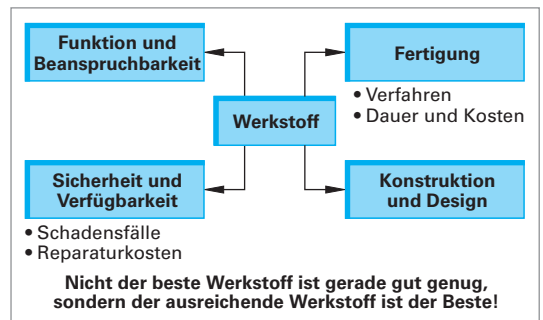 Funktion und
Beanspruchbarkeit
Fertigung
• Verfahren
• Dauer und Kosten
Werkstoff
Sicherheit und
Verfügbarkeit
• Schadensfälle
• Reparaturkosten
Konstruktion
und Design
Nicht der beste Werkstoff ist gerade gut genug,
sondern der ausreichende Werkstoff ist der Beste!